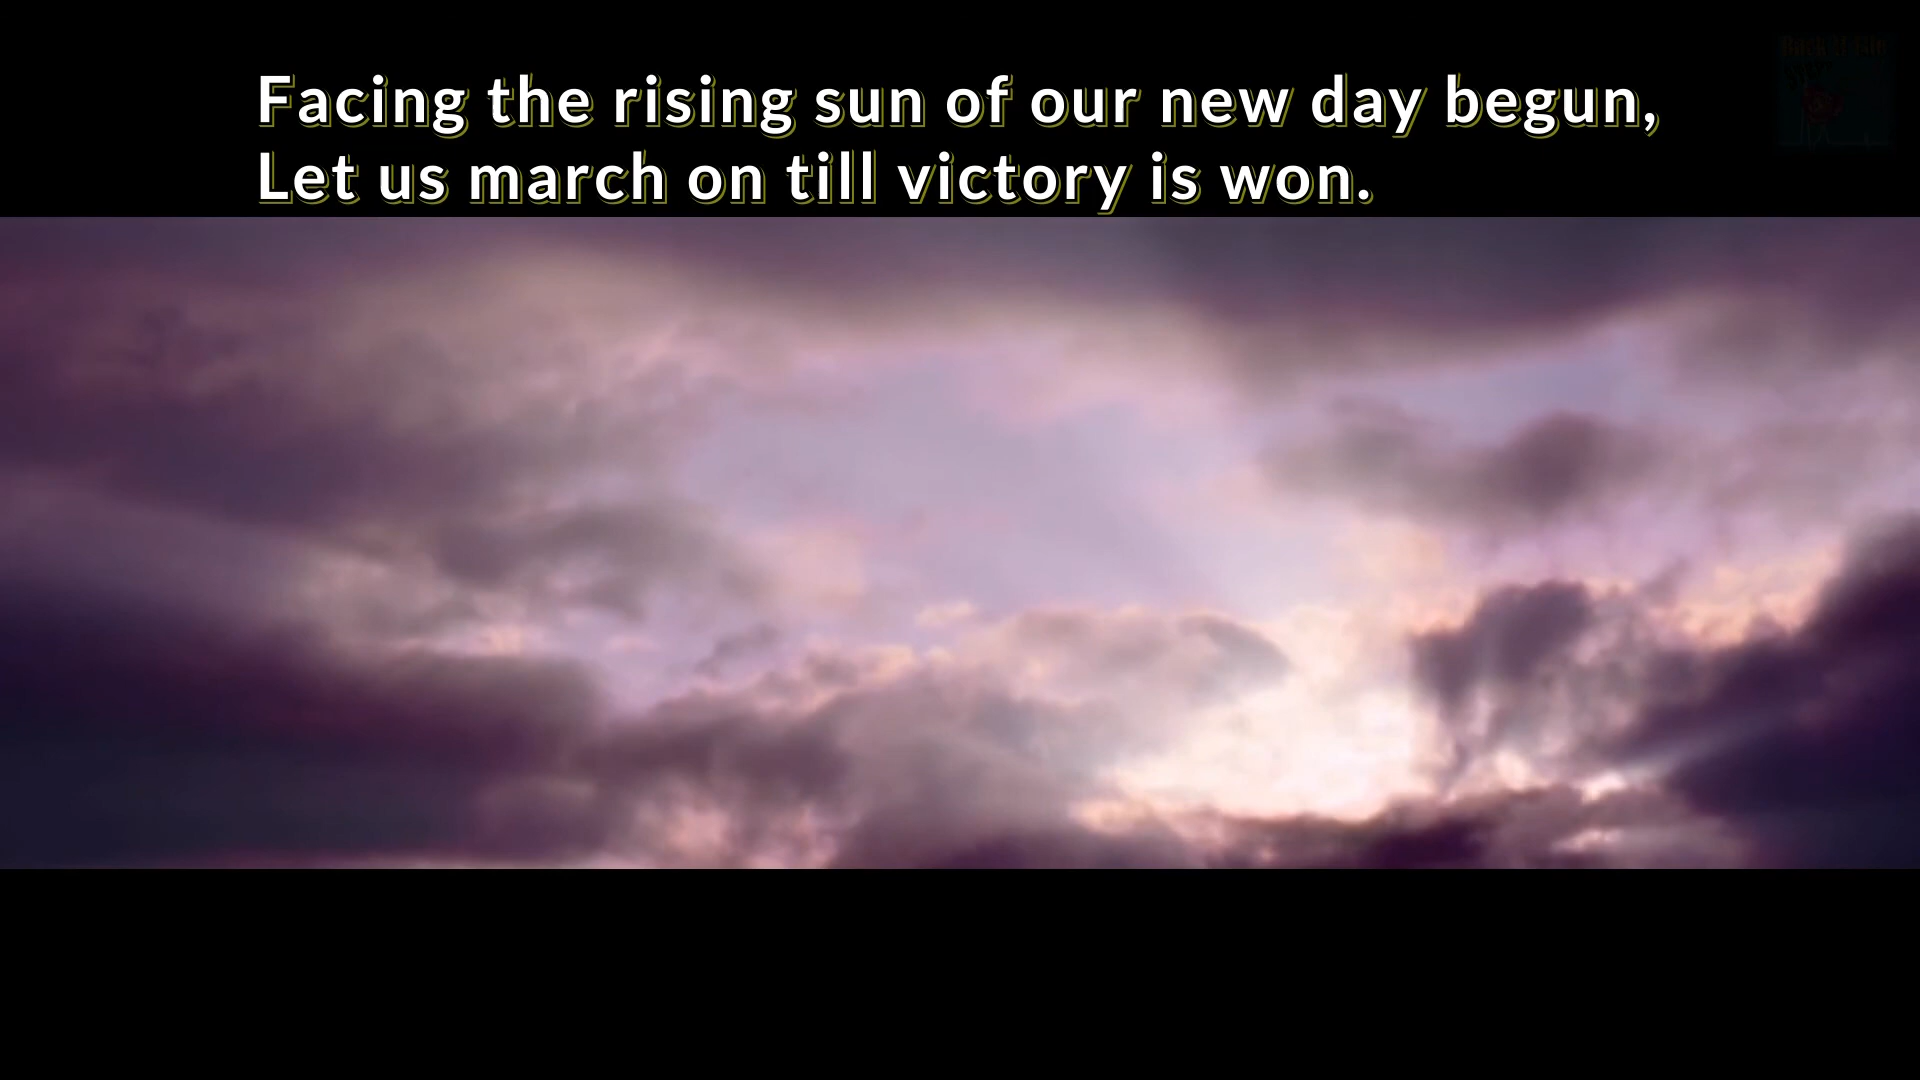 Facing the rising sun of our new day begun,
Let us march on till victory is won.